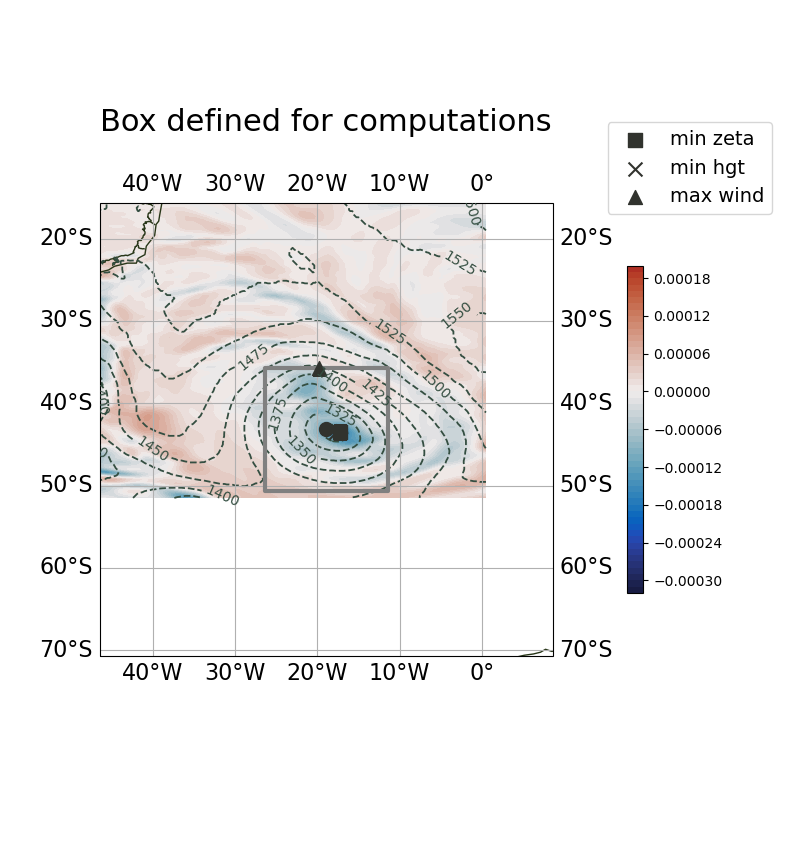 Box defined for computations
min zeta
min hgt
max wind
40°W 30°W 20°W 10°W 0°
20°S 20°S
30°S 30°S
40°S 40°S
50°S 50°S
60°S 60°S
70°S 70°S
40°W 30°W 20°W 10°W 0°
1525
1550
1525
1500
1475
1425
1375
1325
1350
1450
1400
0.00018
0.00012
0.00006
0.00000
−0.00006
−0.00012
−0.00018
−0.00024
−0.00030